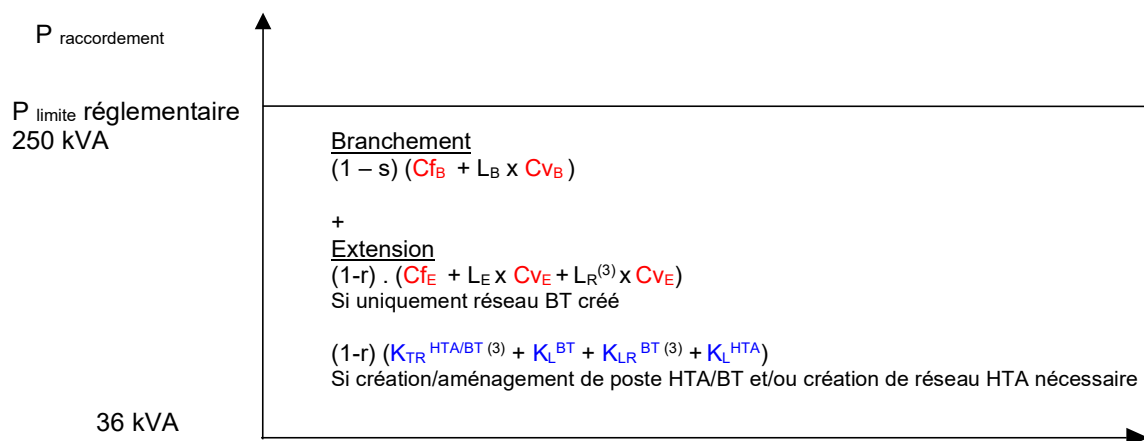 P raccordement
P limite réglementaire
250 kVA
Branchement
(1 – s) (CfB + LB x CvB)
+
Extension
(1-r) . (CfE + LE x CvE + LR(3) x CvE)
Si uniquement réseau BT créé
(1-r) (KTR HTA/BT (3) + KL BT + KLR BT (3) + KL HTA)
Si création/aménagement de poste HTA/BT et/ou création de réseau HTA nécessaire
36 kVA